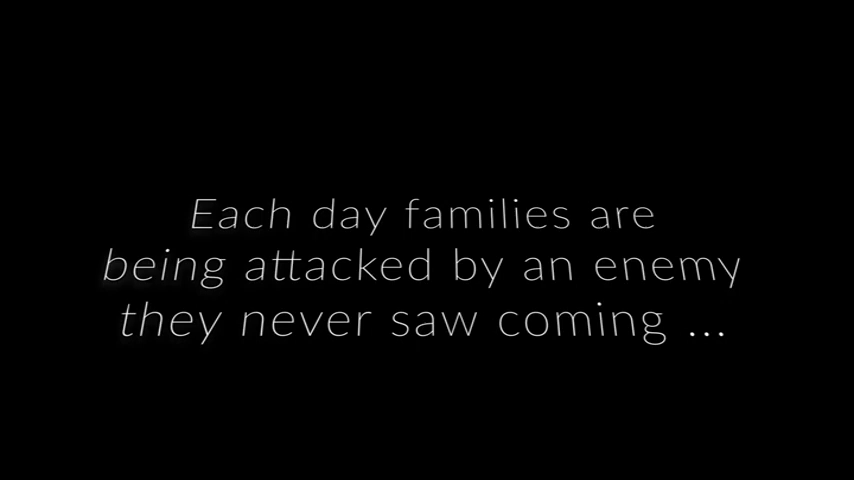 Each day families are
being attacked by an enemy
they never saw coming ...